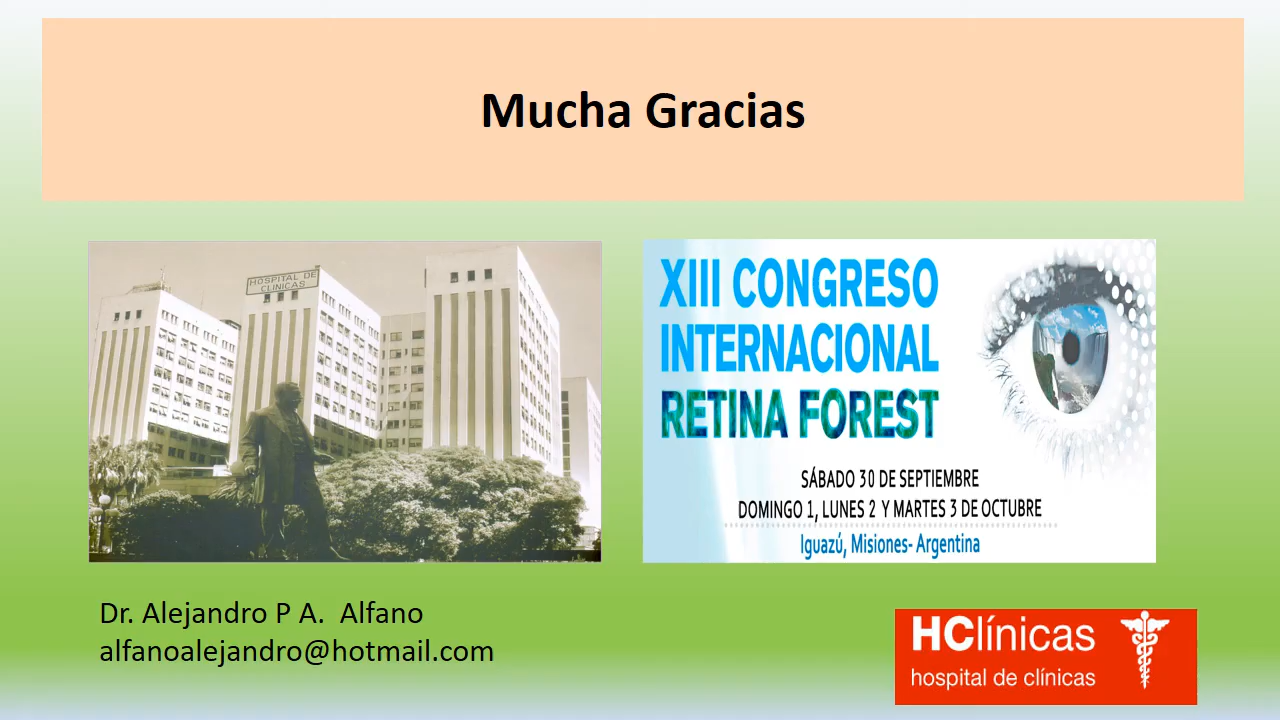 Mucha Gracias
HOSPITAL DE
CLINICAS
XIII CONGRESO
INTERNACIONAL
RETINA FOREST
SÁBADO 30 DE SEPTIEMBRE
DOMINGO 1, LUNES 2 Y MARTES 3 DE OCTUBRE
Iguazú, Misiones- Argentina
Dr. Alejandro P A. Alfano
alfanoalejandro@hotmail.com
HClínicas
hospital de clínicas